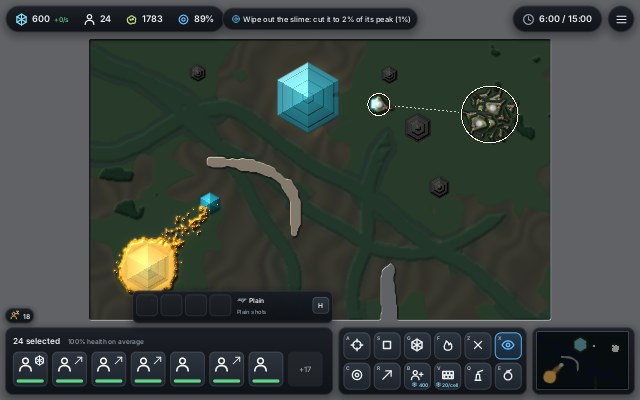 600 +0/s 24 1783 89% Wipe out the slime: cut it to 2% of its peak (1%) 6:00 / 15:00
Plain
Plain shots
H
18
24 selected 100% health on average
+17
A S G F Z X
C R B V Q E
400 20/cell